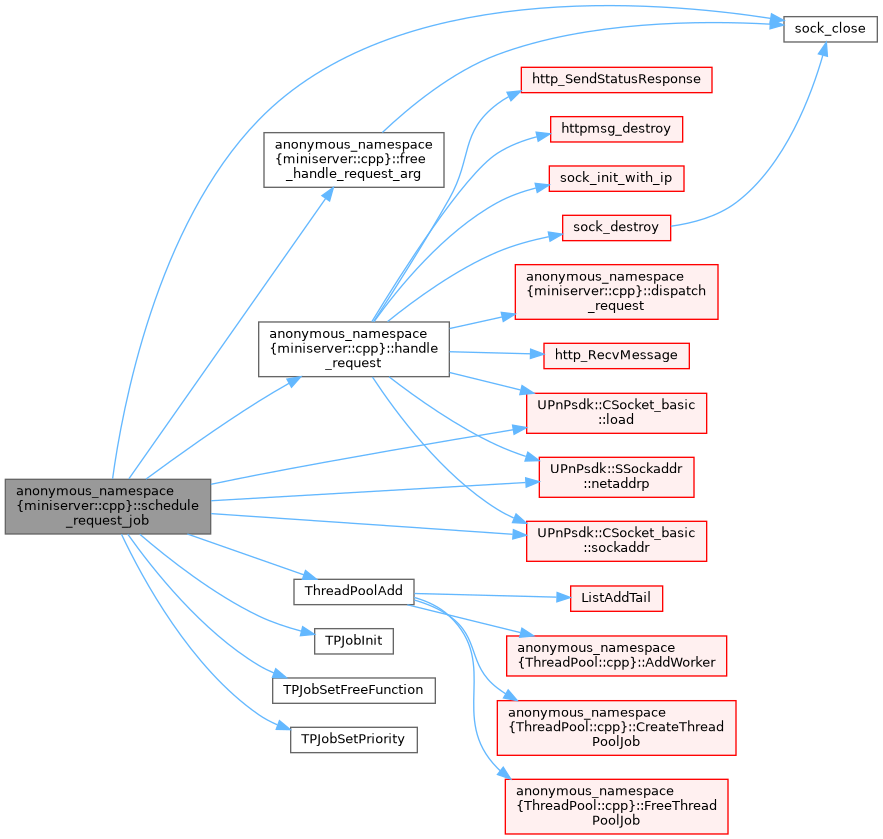 sock_close
http_SendStatusResponse
httpmsg_destroy
anonymous_namespace
{miniserver::cpp}::free
_handle_request_arg
sock_init_with_ip
sock_destroy
anonymous_namespace
{miniserver::cpp}::dispatch
_request
anonymous_namespace
{miniserver::cpp}::handle
_request
http_RecvMessage
UPnPsdk::CSocket_basic
::load
UPnPsdk::SSockaddr
::netaddrp
anonymous_namespace
{miniserver::cpp}::schedule
_request_job
UPnPsdk::CSocket_basic
::sockaddr
ThreadPoolAdd
ListAddTail
TPJobInit
anonymous_namespace
{ThreadPool::cpp}::AddWorker
TPJobSetFreeFunction
anonymous_namespace
{ThreadPool::cpp}::CreateThread
PoolJob
TPJobSetPriority
anonymous_namespace
{ThreadPool::cpp}::FreeThread
PoolJob